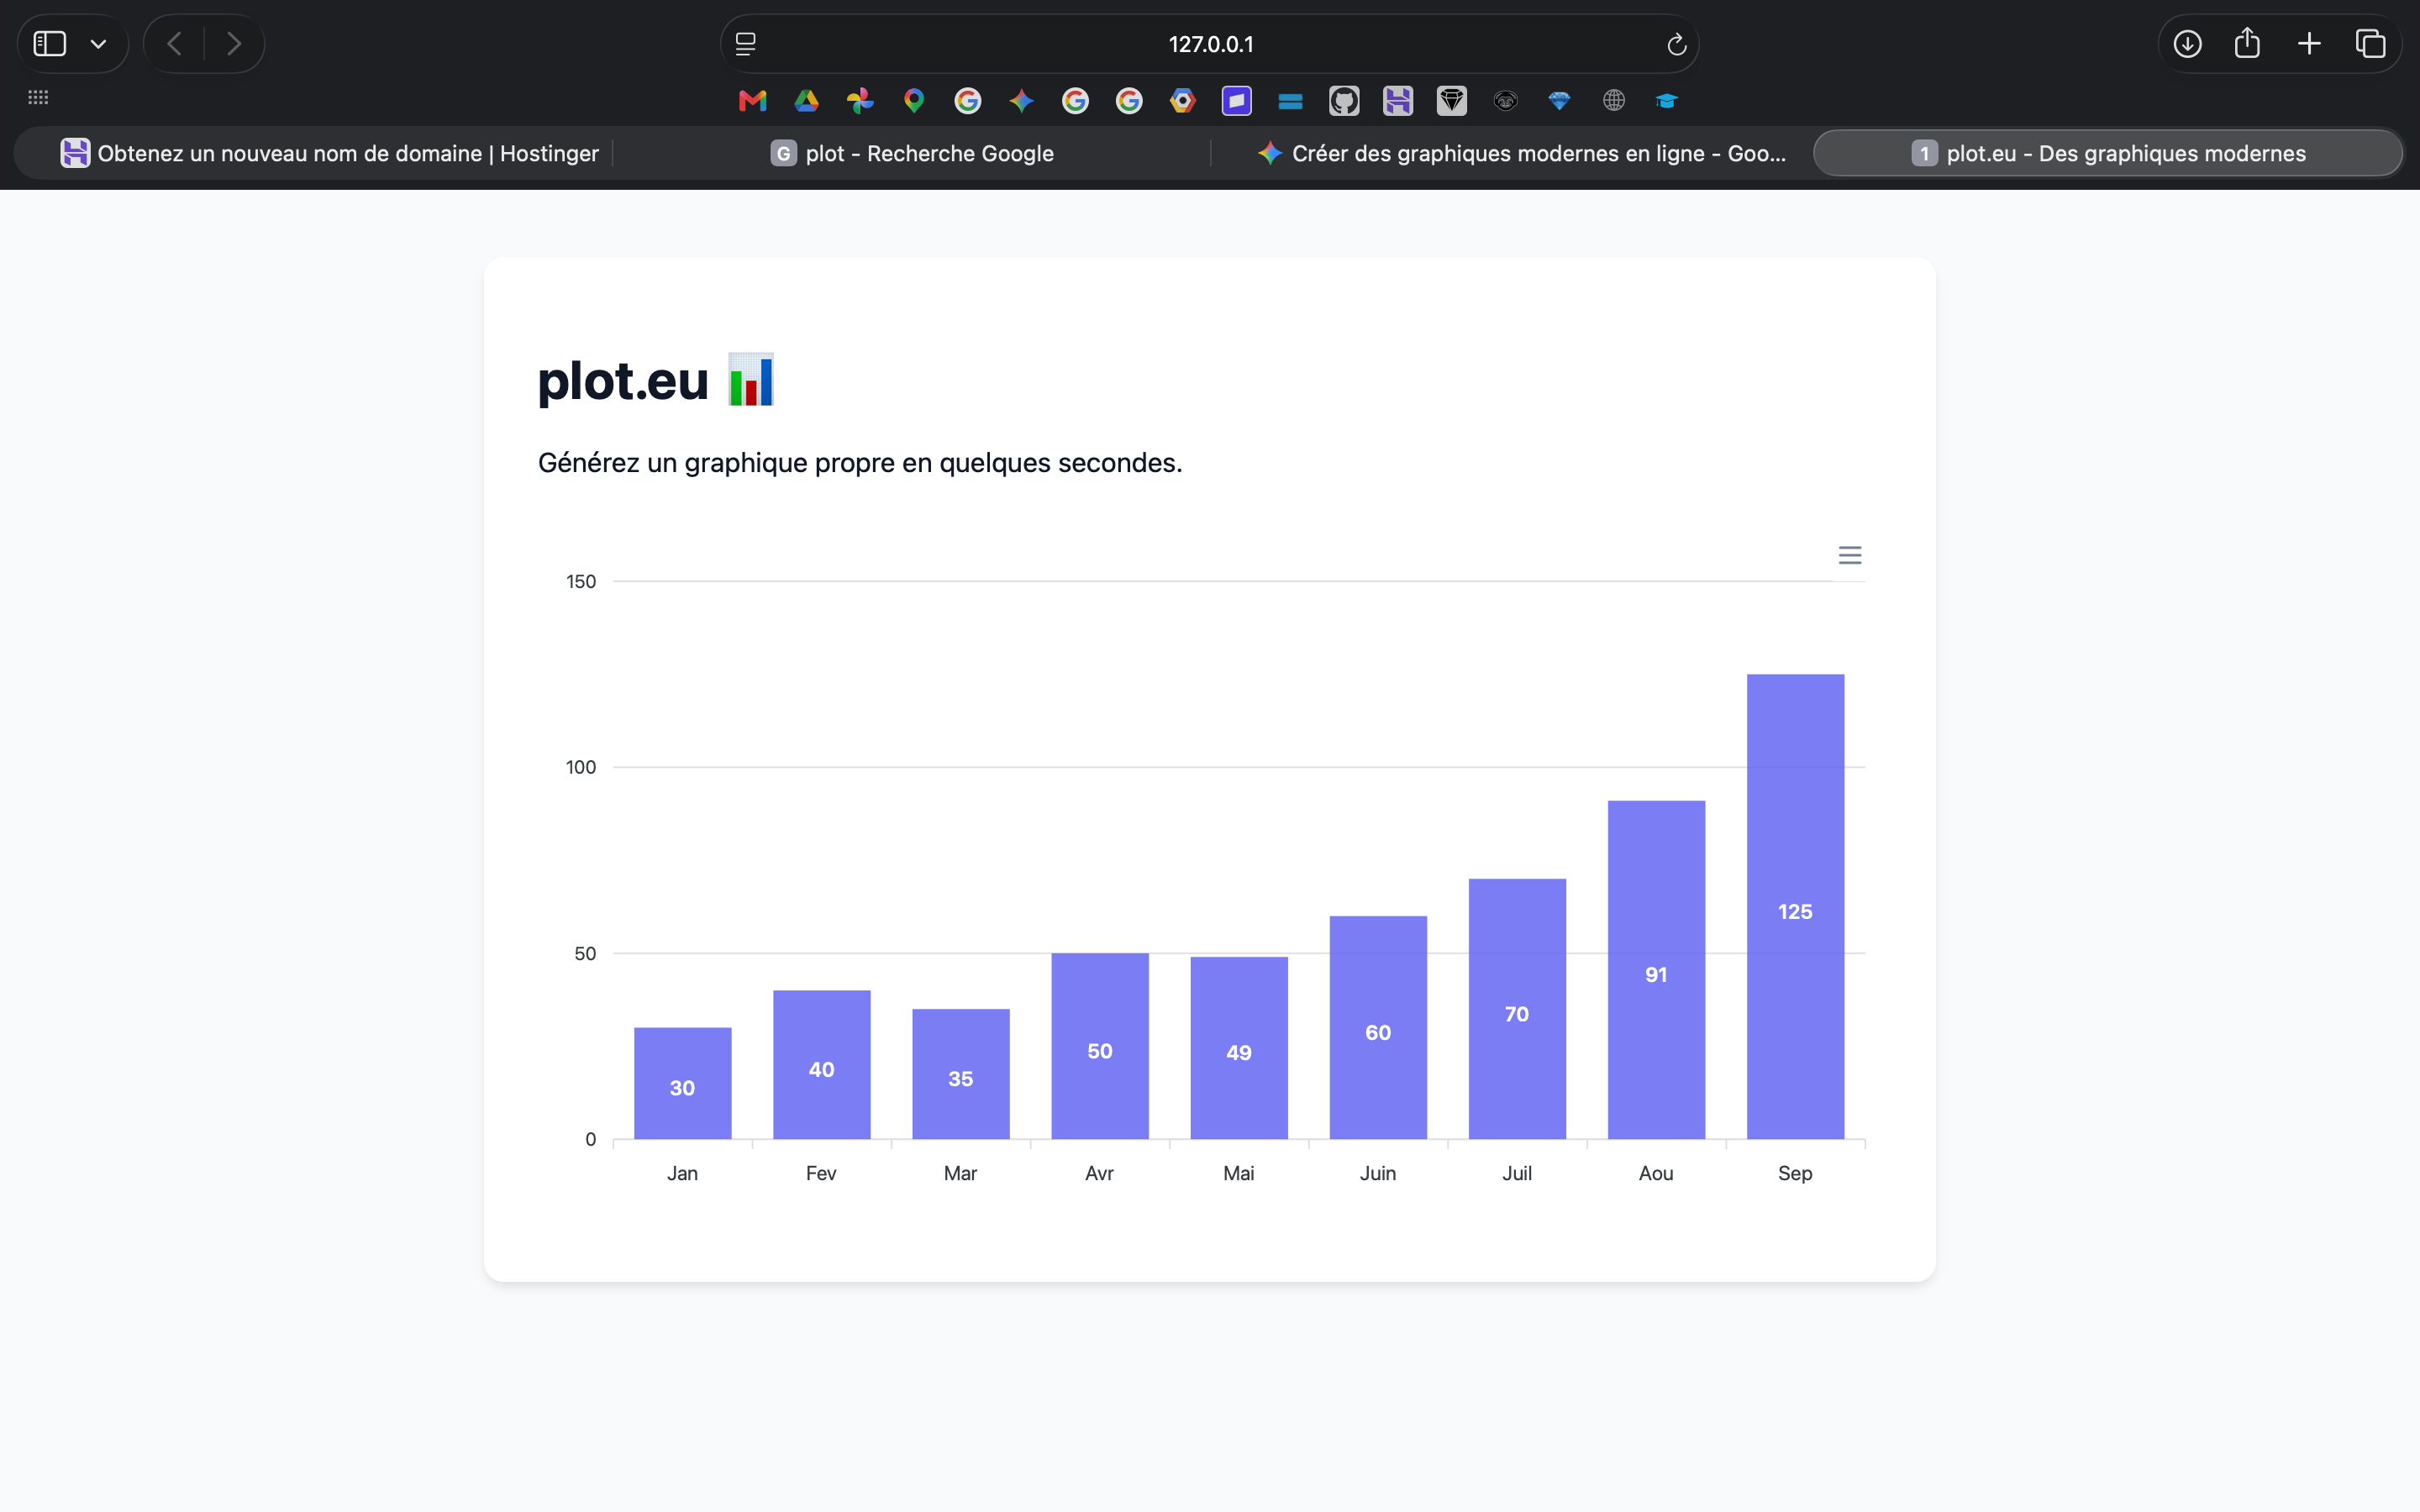 127.0.0.1
Obtenez un nouveau nom de domaine | Hostinger
G plot - Recherche Google
Créer des graphiques modernes en ligne - Goo...
1 plot.eu - Des graphiques modernes
plot.eu
Générez un graphique propre en quelques secondes.
150
100
50
0
30
40
35
50
49
60
70
91
125
Jan
Fev
Mar
Avr
Mai
Juin
Juil
Aou
Sep